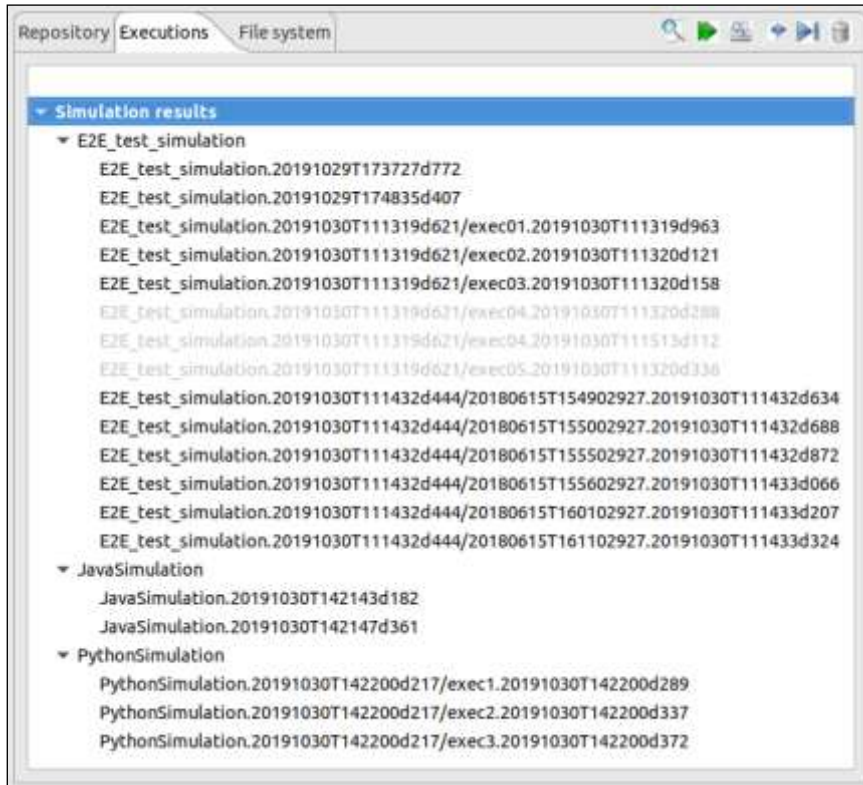 Repository Executions File system
Simulation results
E2E_test_simulation
E2E_test_simulation.20191029T173727d772
E2E_test_simulation.20191029T174835d407
E2E_test_simulation.20191030T111319d621/exec01.20191030T111319d963
E2E_test_simulation.20191030T111319d621/exec02.20191030T111320d121
E2E_test_simulation.20191030T111319d621/exec03.20191030T111320d158
E2E_test_simulation.20191030T111319d621/exec04.20191030T111320d288
E2E_test_simulation.20191030T111319d621/exec04.20191030T111513d112
E2E_test_simulation.20191030T111319d621/exec05.20191030T111320d336
E2E_test_simulation.20191030T111432d444/20180615T154902927.20191030T111432d634
E2E_test_simulation.20191030T111432d444/20180615T155002927.20191030T111432d688
E2E_test_simulation.20191030T111432d444/20180615T155502927.20191030T111432d872
E2E_test_simulation.20191030T111432d444/20180615T155602927.20191030T111433d066
E2E_test_simulation.20191030T111432d444/20180615T160102927.20191030T111433d207
E2E_test_simulation.20191030T111432d444/20180615T161102927.20191030T111433d324
JavaSimulation
JavaSimulation.20191030T142143d182
JavaSimulation.20191030T142147d361
PythonSimulation
PythonSimulation.20191030T142200d217/exec1.20191030T142200d289
PythonSimulation.20191030T142200d217/exec2.20191030T142200d337
PythonSimulation.20191030T142200d217/exec3.20191030T142200d372